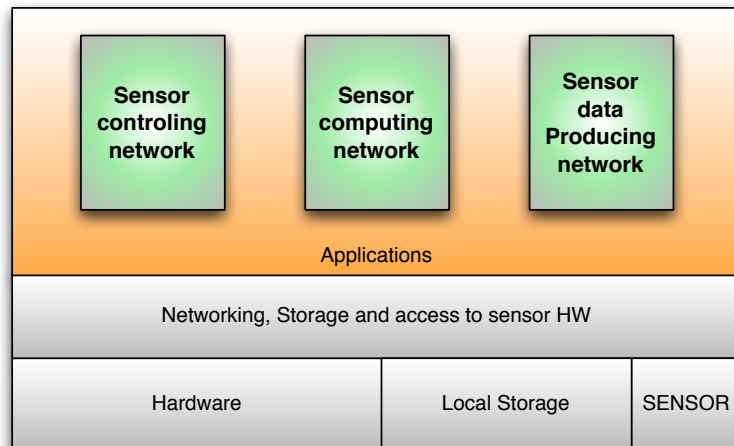 Sensor
controling
network
Sensor
computing
network
Sensor
data
Producing
network
Applications
Networking, Storage and access to sensor HW
Hardware
Local Storage
SENSOR